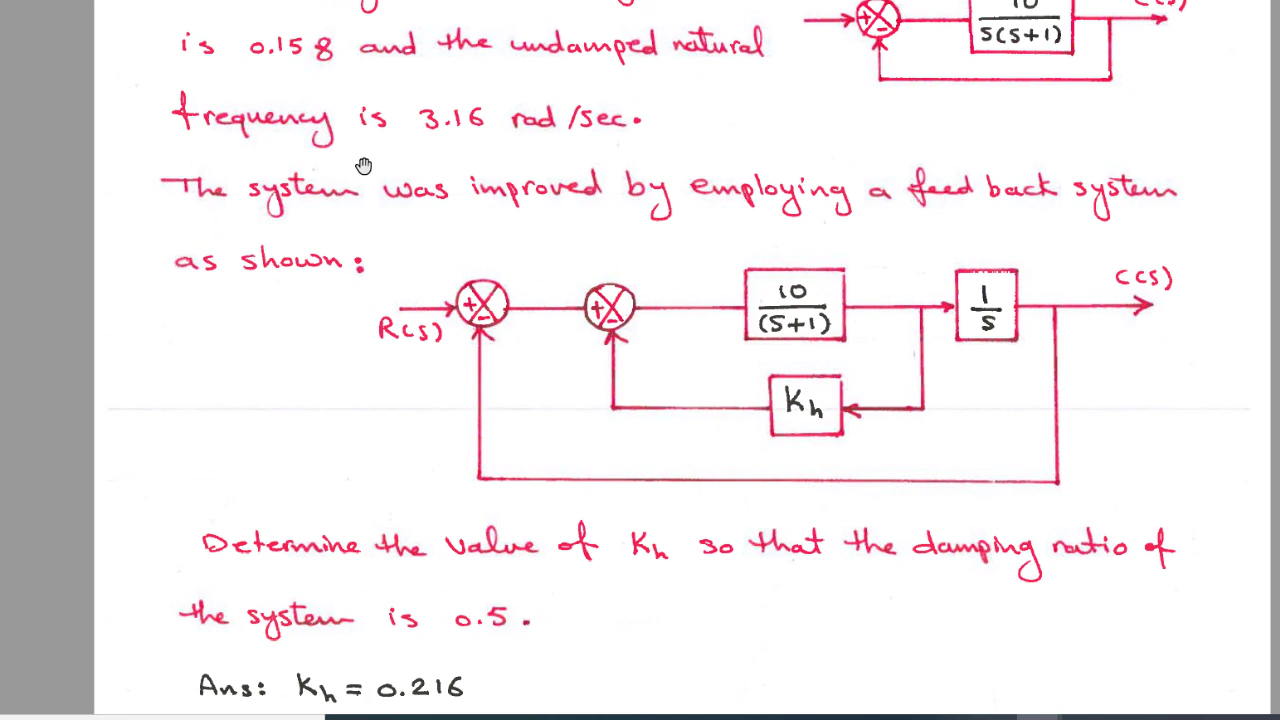 is 0.158 and the undamped natural
+
-
10
S(S+1)
C(S)
frequency is 3.16 rad/sec.
The system was improved by employing a feed back system
as shown:
R(S)
+
-
+
-
10
(S+1)
1
S
C(S)
Kh
Determine the value of Kh so that the damping ratio of
the system is 0.5.
Ans: Kh = 0.216